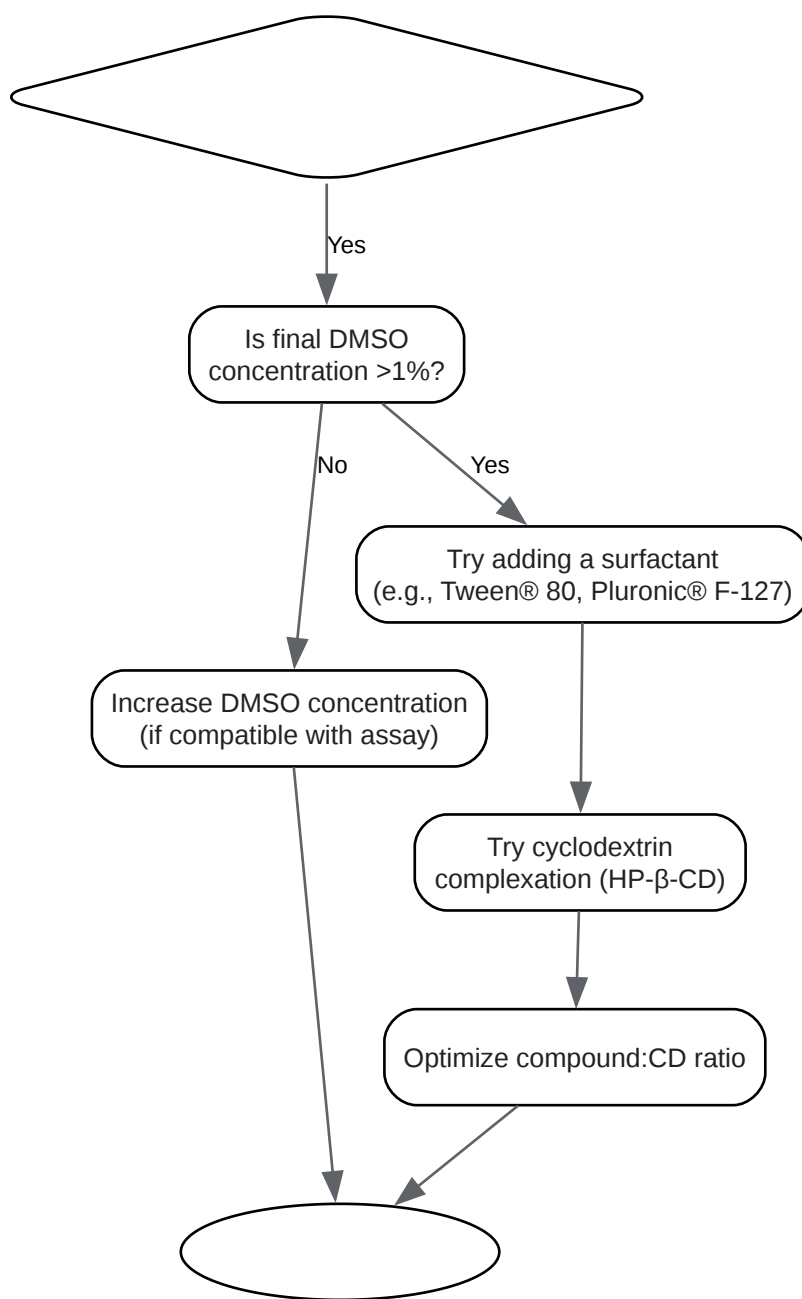 Yes
Is final DMSO
concentration >1%?
No
Yes
Try adding a surfactant
(e.g., Tween® 80, Pluronic® F-127)
Increase DMSO concentration
(if compatible with assay)
Try cyclodextrin
complexation (HP-β-CD)
Optimize compound:CD ratio